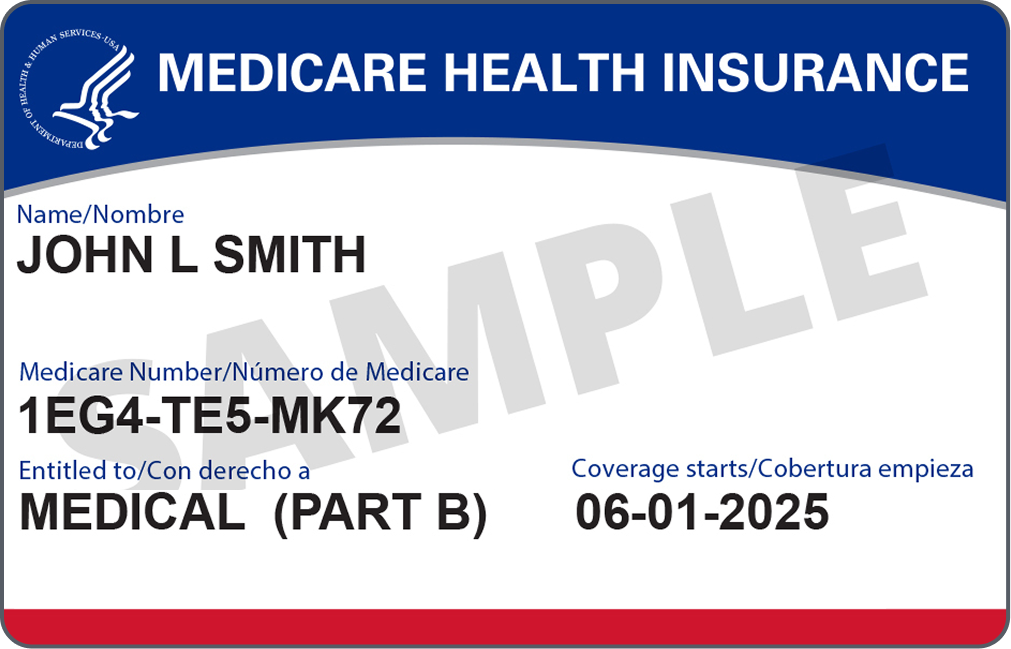 DEPARTMENT OF HEALTH & HUMAN SERVICES·USA
MEDICARE HEALTH INSURANCE
Name/Nombre
JOHN L SMITH
SAMPLE
Medicare Number/Número de Medicare
1EG4-TE5-MK72
Entitled to/Con derecho a
MEDICAL (PART B)
Coverage starts/Cobertura empieza
06-01-2025